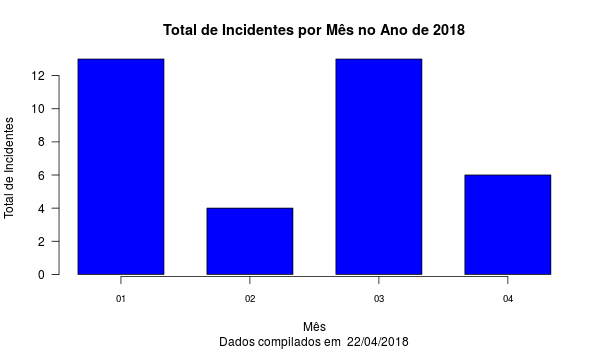 Total de Incidentes por Mês no Ano de 2018
Total de Incidentes
12
10
8
6
4
2
0
01 02 03 04
Mês
Dados compilados em 22/04/2018